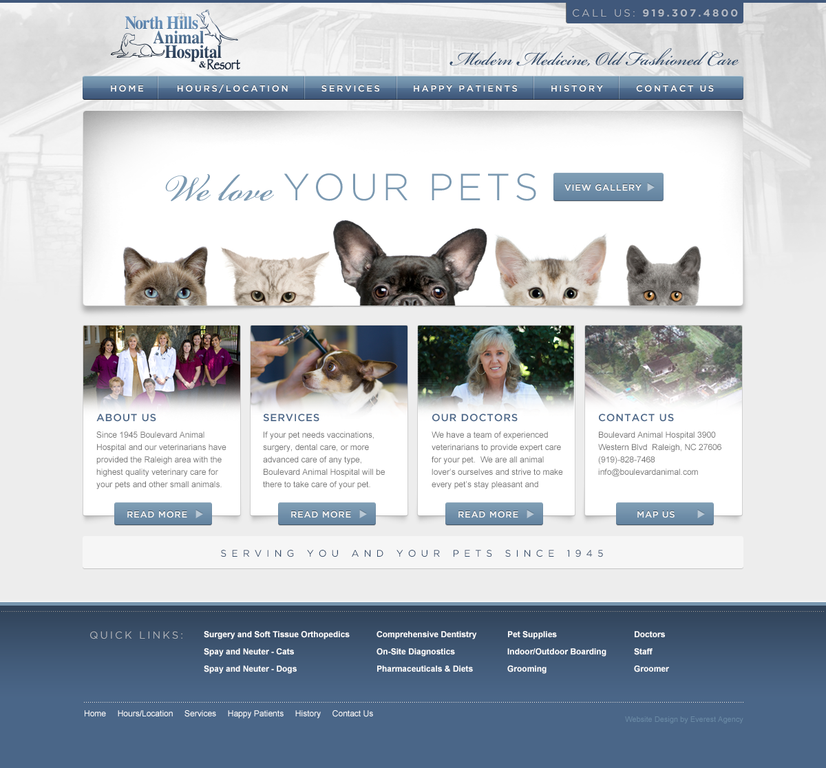 CALL US: 919.307.4800
North Hills
Animal
Hospital
& Resort
Modern Medicine, Old Fashioned Care
HOME HOURS/LOCATION SERVICES HAPPY PATIENTS HISTORY CONTACT US
We love YOUR PETS VIEW GALLERY
ABOUT US
Since 1945 Boulevard Animal
Hospital and our veterinarians have
provided the Raleigh area with the
highest quality veterinary care for
your pets and other small animals.
READ MORE
SERVICES
If your pet needs vaccinations,
surgery, dental care, or more
advanced care of any type,
Boulevard Animal Hospital will be
there to take care of your pet.
READ MORE
OUR DOCTORS
We have a team of experienced
veterinarians to provide expert care
for your pet. We are all animal
lover's ourselves and strive to make
every pet's stay pleasant and
READ MORE
CONTACT US
Boulevard Animal Hospital 3900
Western Blvd Raleigh, NC 27606
(919)-828-7468
info@boulevardanimal.com
MAP US
SERVING YOU AND YOUR PETS SINCE 1945
QUICK LINKS:
Surgery and Soft Tissue Orthopedics
Spay and Neuter - Cats
Spay and Neuter - Dogs
Comprehensive Dentistry
On-Site Diagnostics
Pharmaceuticals & Diets
Pet Supplies
Indoor/Outdoor Boarding
Grooming
Doctors
Staff
Groomer
Home Hours/Location Services Happy Patients History Contact Us
Website Design by Everest Agency